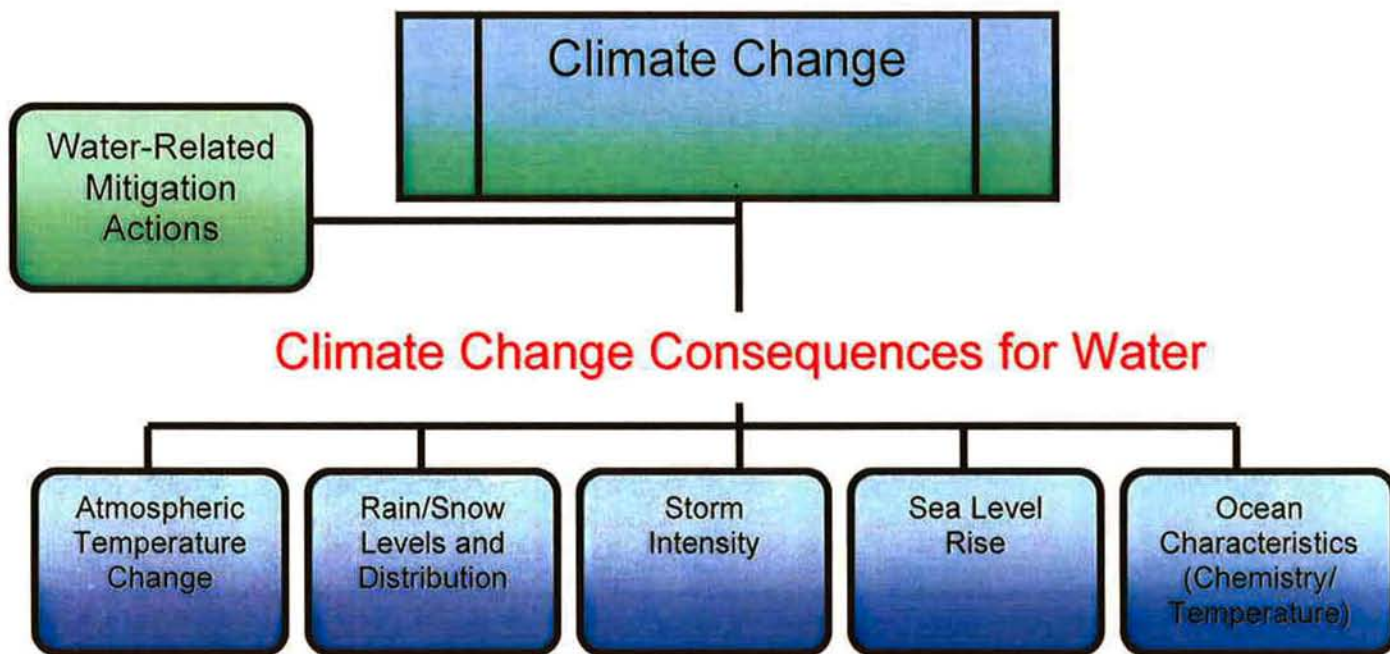 Climate Change
Water-Related
Mitigation
Actions
Climate Change Consequences for Water
Atmospheric
Temperature
Change
Rain/Snow
Levels and
Distribution
Storm
Intensity
Sea Level
Rise
Ocean
Characteristics
(Chemistry/
Temperature)